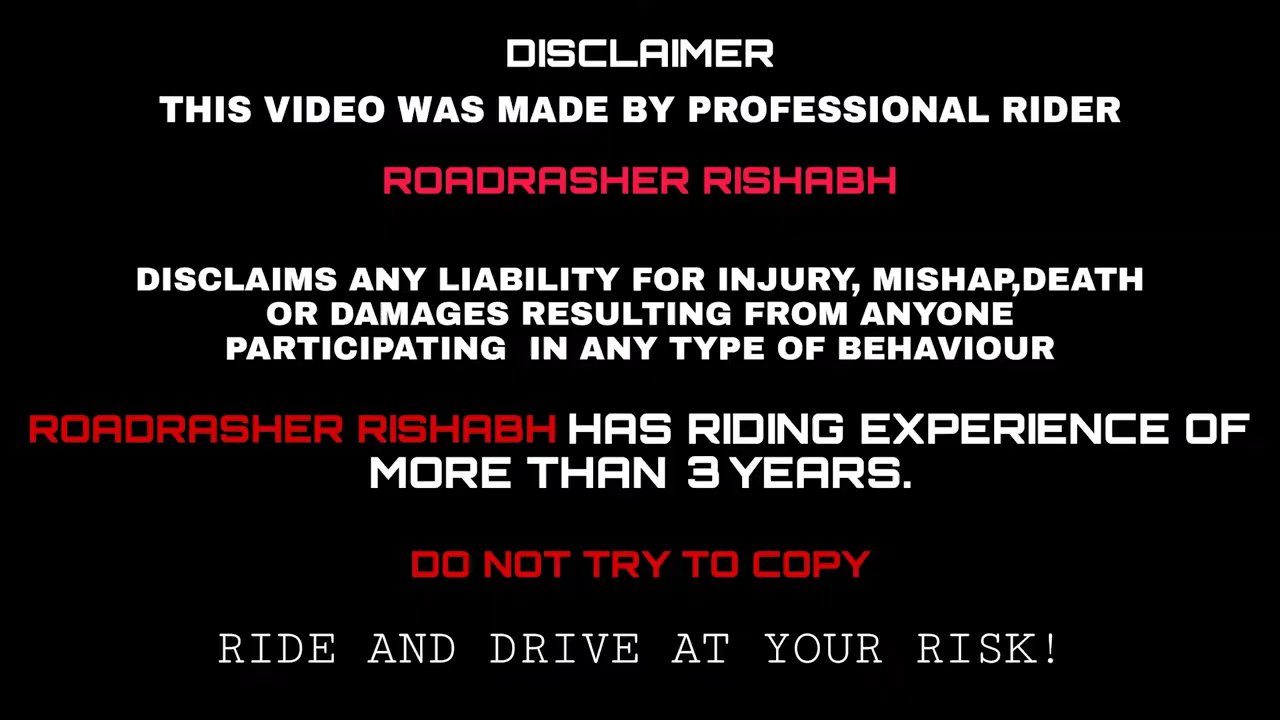 DISCLAIMER
THIS VIDEO WAS MADE BY PROFESSIONAL RIDER
ROADRASHER RISHABH
DISCLAIMS ANY LIABILITY FOR INJURY, MISHAP,DEATH
OR DAMAGES RESULTING FROM ANYONE
PARTICIPATING IN ANY TYPE OF BEHAVIOUR
ROADRASHER RISHABH HAS RIDING EXPERIENCE OF
MORE THAN 3 YEARS.
DO NOT TRY TO COPY
RIDE AND DRIVE AT YOUR RISK!